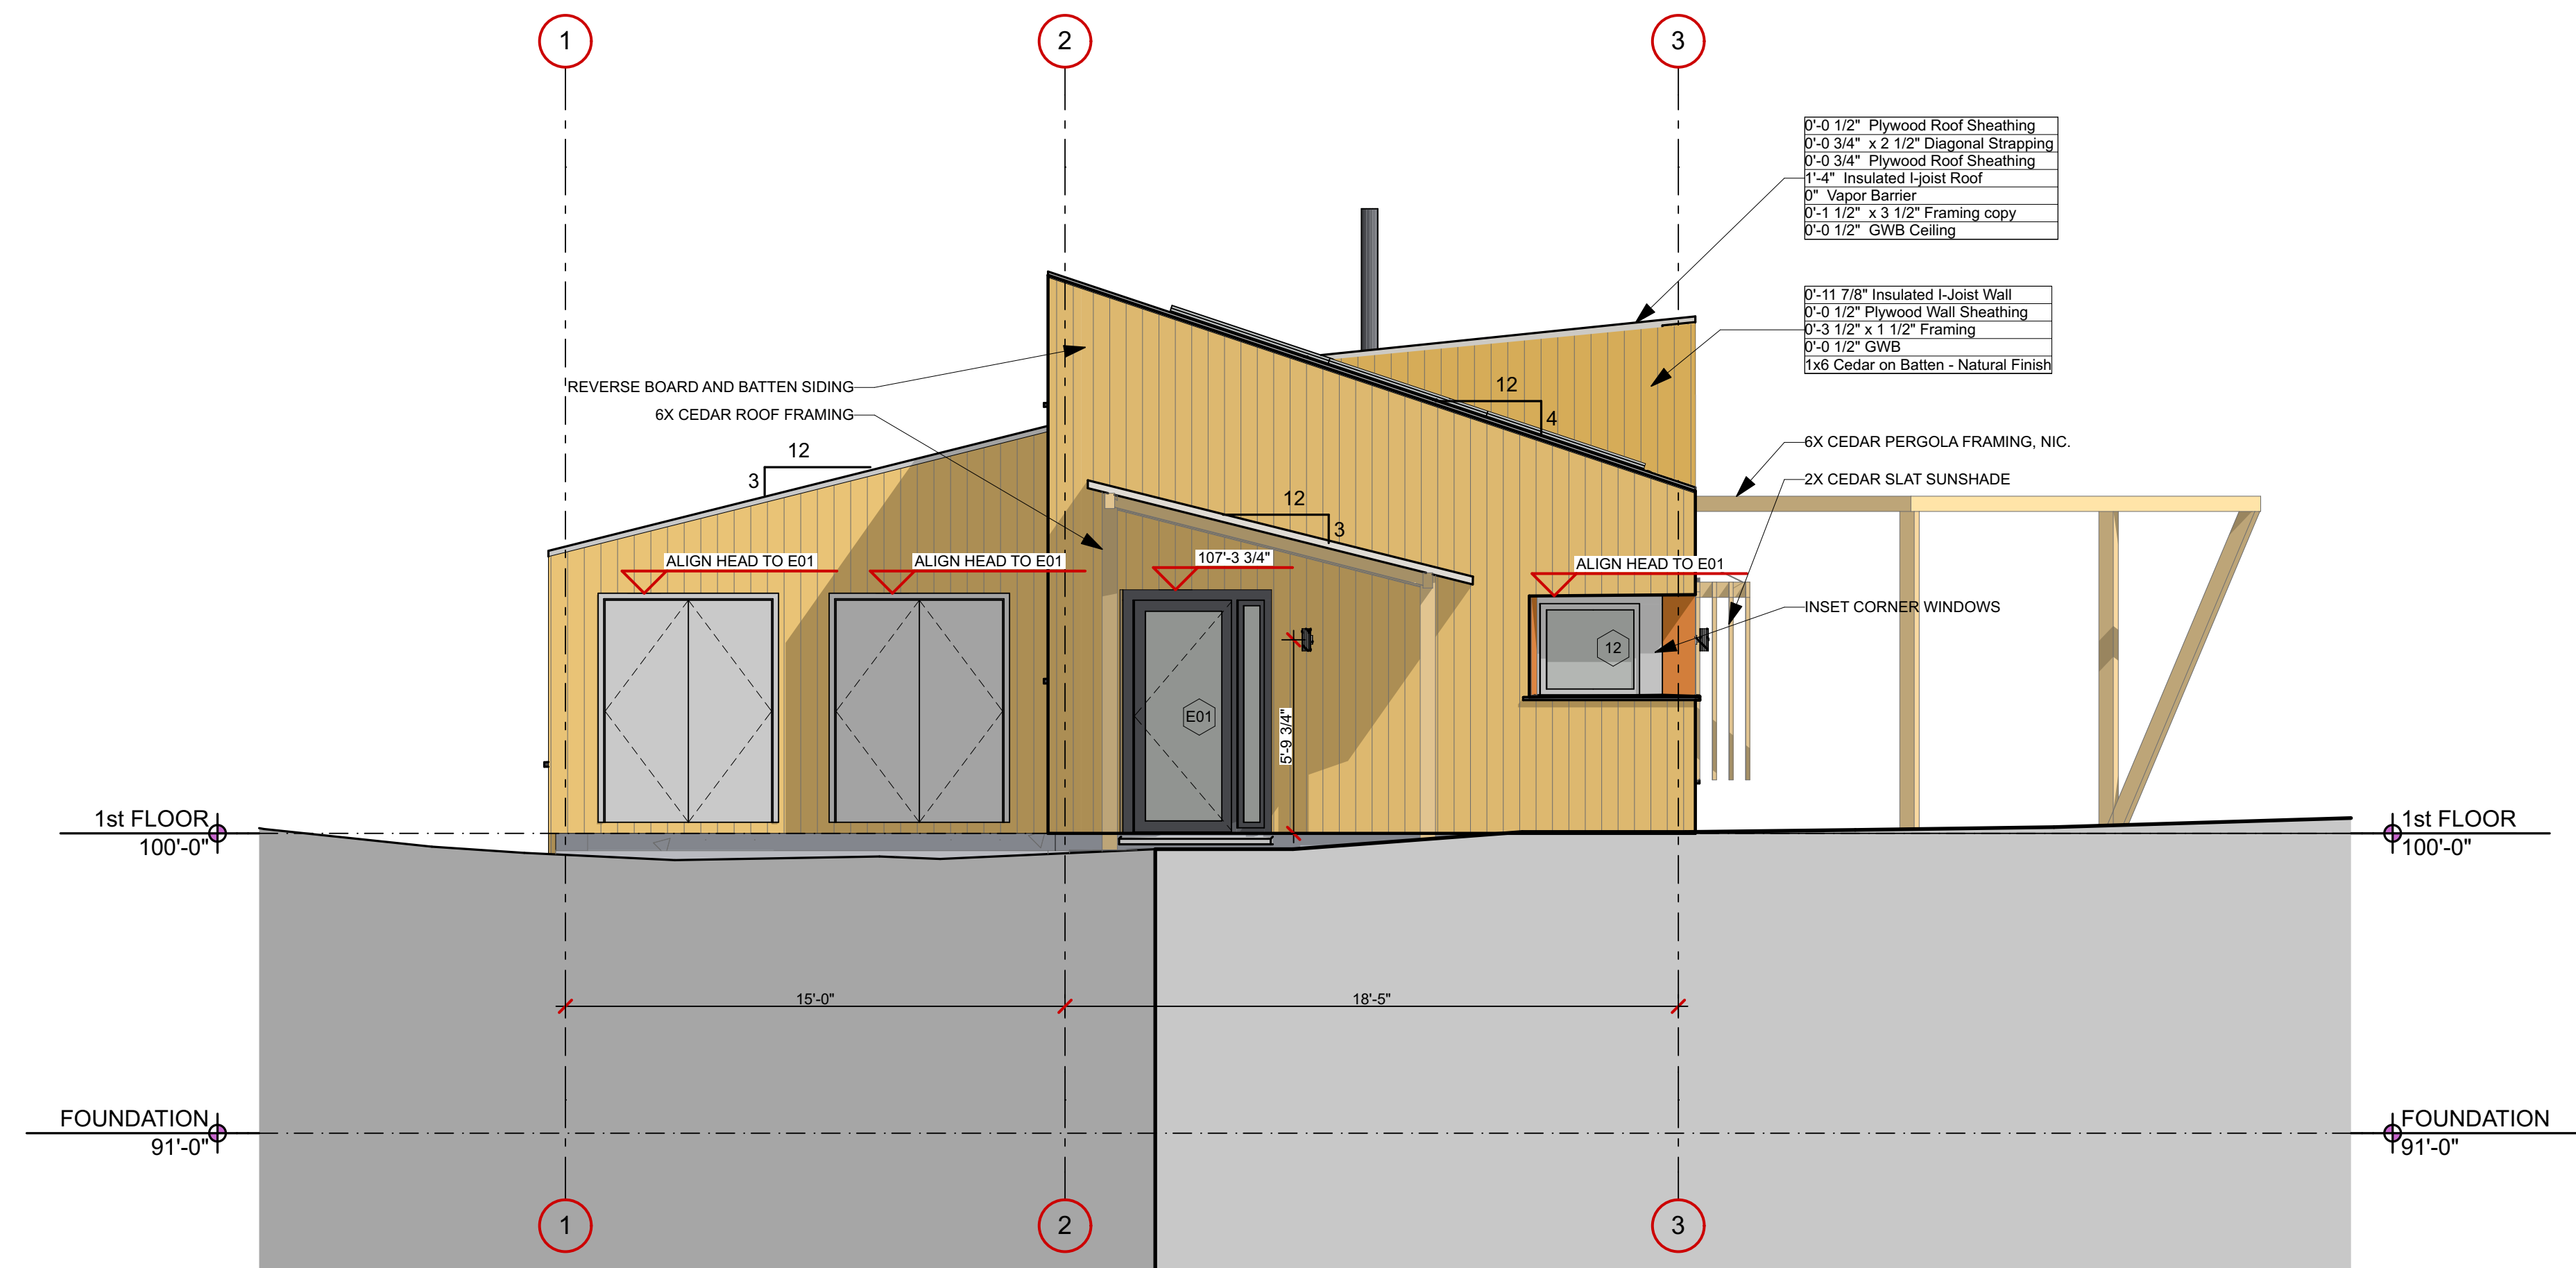 1
2
3
0'-0 1/2"  Plywood Roof Sheathing
0'-0 3/4"  x 2 1/2" Diagonal Strapping
0'-0 3/4"  Plywood Roof Sheathing
1'-4"  Insulated I-joist Roof
0"  Vapor Barrier
0'-1 1/2"  x 3 1/2" Framing copy
0'-0 1/2"  GWB Ceiling
0'-11 7/8" Insulated I-Joist Wall
0'-0 1/2" Plywood Wall Sheathing
0'-3 1/2" x 1 1/2" Framing
0'-0 1/2" GWB
1x6 Cedar on Batten - Natural Finish
REVERSE BOARD AND BATTEN SIDING
6X CEDAR ROOF FRAMING
12
4
12
3
12
3
6X CEDAR PERGOLA FRAMING, NIC.
2X CEDAR SLAT SUNSHADE
INSET CORNER WINDOWS
ALIGN HEAD TO E01
ALIGN HEAD TO E01
107'-3 3/4"
ALIGN HEAD TO E01
12
E01
5'-9 3/4"
1st FLOOR
100'-0"
1st FLOOR
100'-0"
15'-0"
18'-5"
FOUNDATION
91'-0"
FOUNDATION
91'-0"
1
2
3